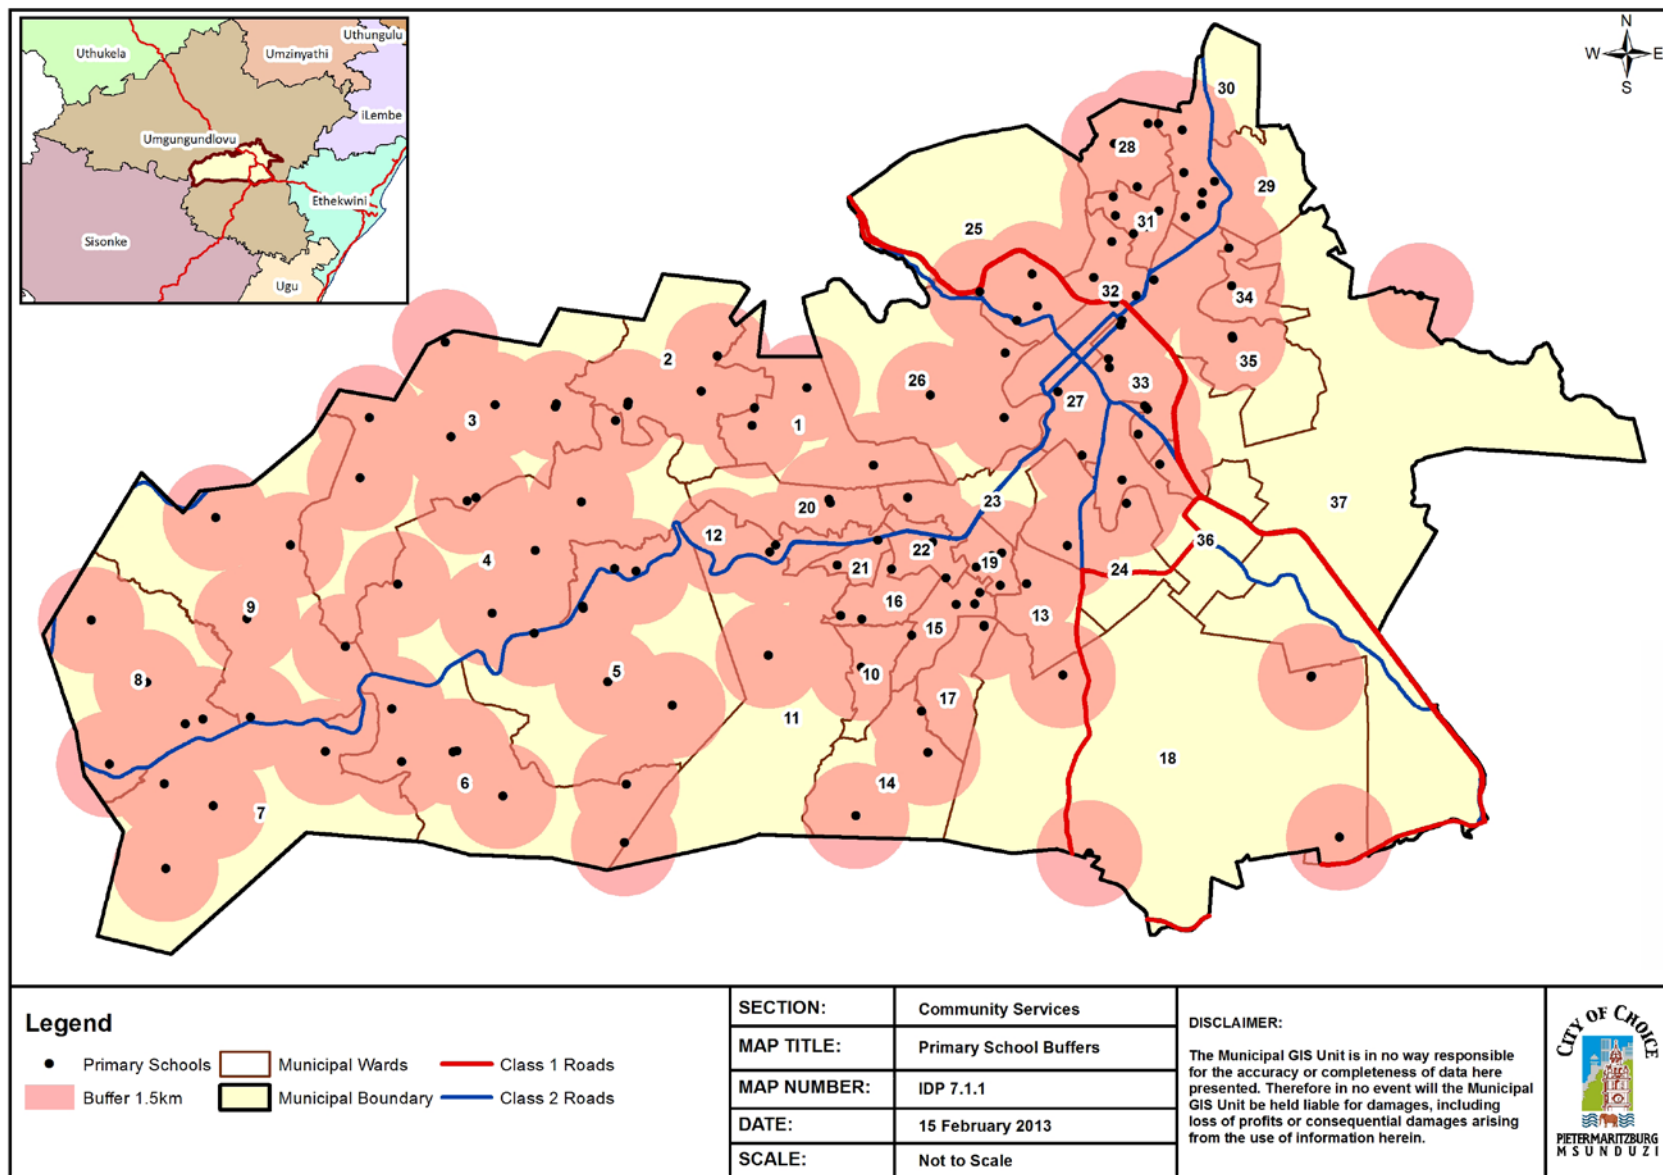 Uthukela
Umzinyathi
Uthungulu
iLembe
Umgungundlovu
Ethekwini
Sisonke
Ugu
N
W E
S
30
28
29
31
25
32
34
35
2
26
33
27
3
1
37
20
23
12
22
36
4
21
19
24
16
9
13
15
5
10
8
17
11
18
14
6
7
Legend
Primary Schools
Municipal Wards
Class 1 Roads
Buffer 1.5km
Municipal Boundary
Class 2 Roads
SECTION: Community Services
MAP TITLE: Primary School Buffers
MAP NUMBER: IDP 7.1.1
DATE: 15 February 2013
SCALE: Not to Scale
DISCLAIMER:
The Municipal GIS Unit is in no way responsible
for the accuracy or completeness of data here
presented. Therefore in no event will the Municipal
GIS Unit be held liable for damages, including
loss of profits or consequential damages arising
from the use of information herein.
CITY OF CHOICE
PIETERMARITZBURG
MSUNDUZI